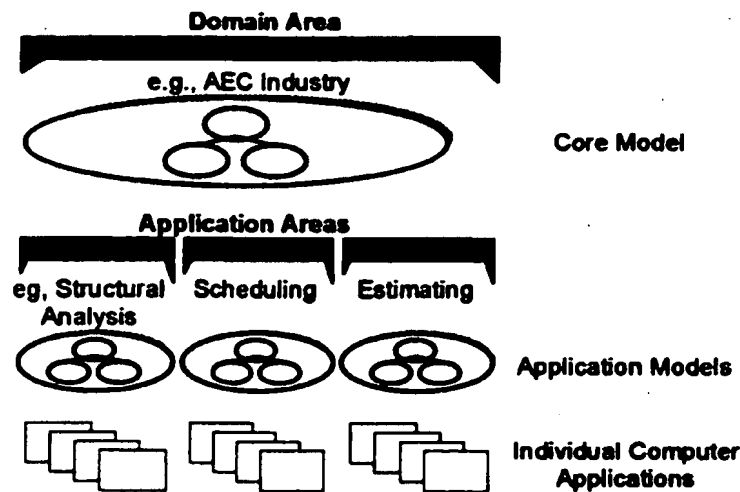 Domain Area
e.g., AEC Industry
Core Model
Application Areas
eg, Structural
Analysis
Scheduling
Estimating
Application Models
Individual Computer
Applications